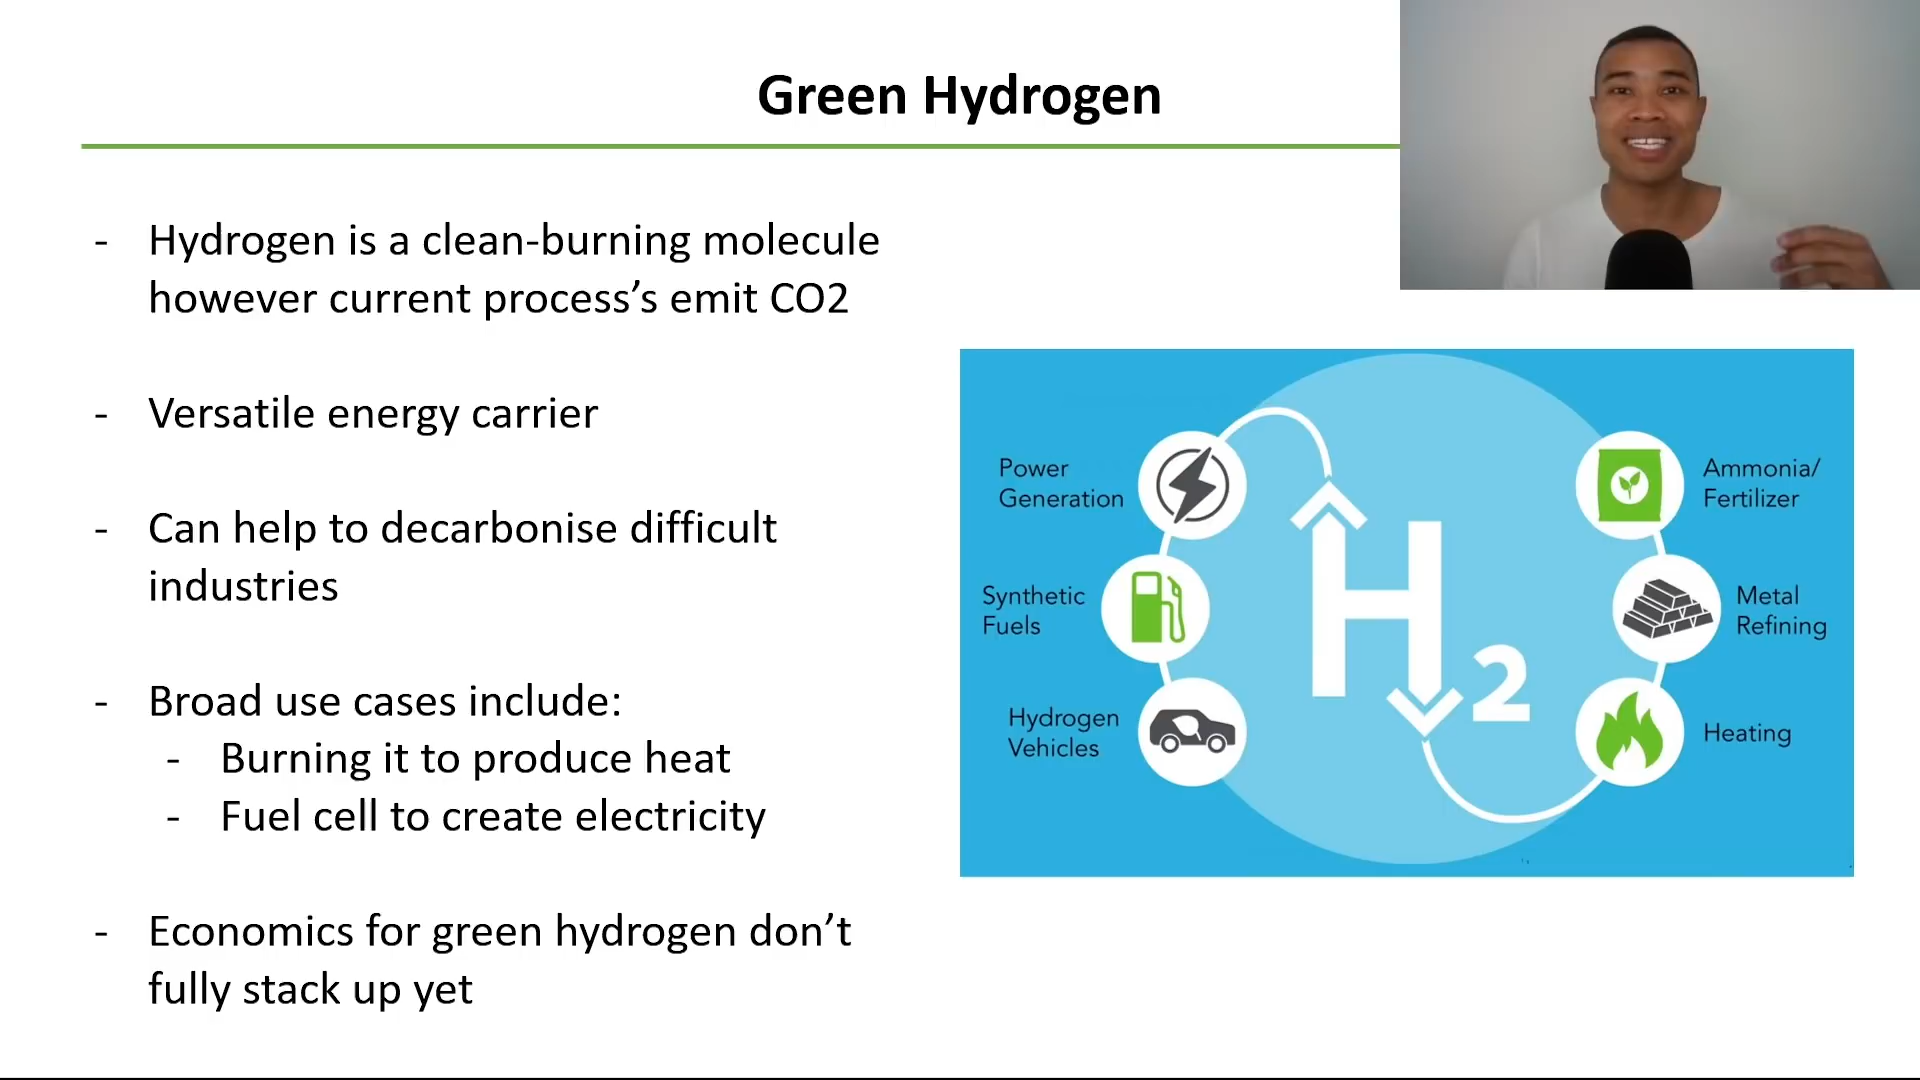 Green Hydrogen
- Hydrogen is a clean-burning molecule
however current process’s emit CO2
- Versatile energy carrier
- Can help to decarbonise difficult
industries
- Broad use cases include:
- Burning it to produce heat
- Fuel cell to create electricity
- Economics for green hydrogen don’t
fully stack up yet
Power
Generation
Synthetic
Fuels
Hydrogen
Vehicles
H2
Ammonia/
Fertilizer
Metal
Refining
Heating